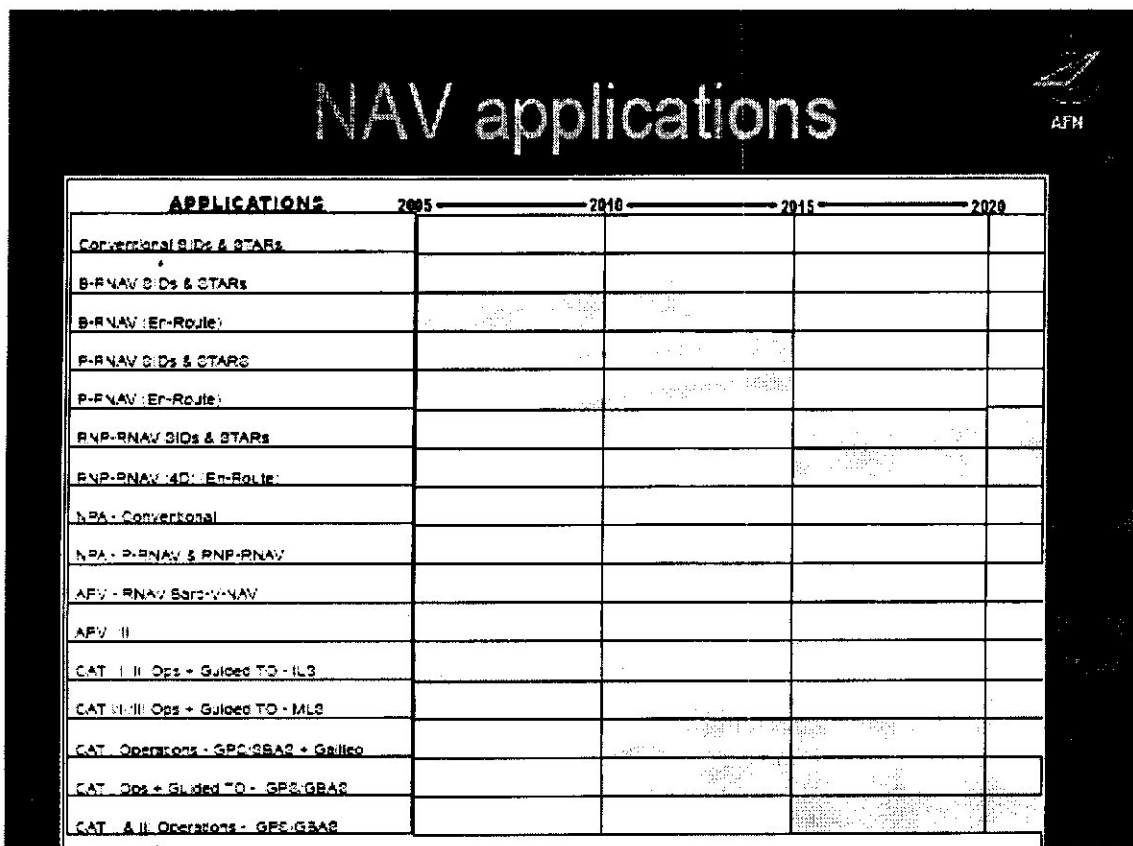 NAV applications
AFN
APPLICATIONS 2005 2010 2015 2020
Conventional SIDs & STARs
B-RNAV SIDs & STARs
B-RNAV (En-Route)
P-RNAV SIDs & STARS
P-RNAV (En-Route)
RNP-RNAV SIDs & STARs
RNP-RNAV (4D) (En-Route)
NPA - Conventional
NPA - P-RNAV & RNP-RNAV
APV - RNAV Baro-V-NAV
APV
CAT Ops + Guided TO - ILS
CAT Ops + Guided TO - MLS
CAT Operations - GPS/SBAS + Galileo
CAT Ops + Guided TO - GPS/GBAS
CAT Operations - GPS/GBAS